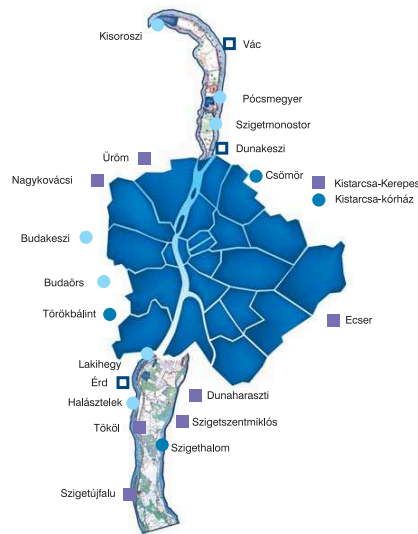 Kisoroszi
Vác
Pócsmegyer
Szigetmonostor
Dunakeszi
Üröm
Csömör
Nagykovácsi
Kistarcsa-Kerepes
Kistarcsa-kórház
Budakeszi
Budaörs
Törökbálint
Ecser
Lakihegy
Érd
Dunaharaszti
Halásztelek
Szigetszentmiklós
Tököl
Szigethalom
Szigetújfalu